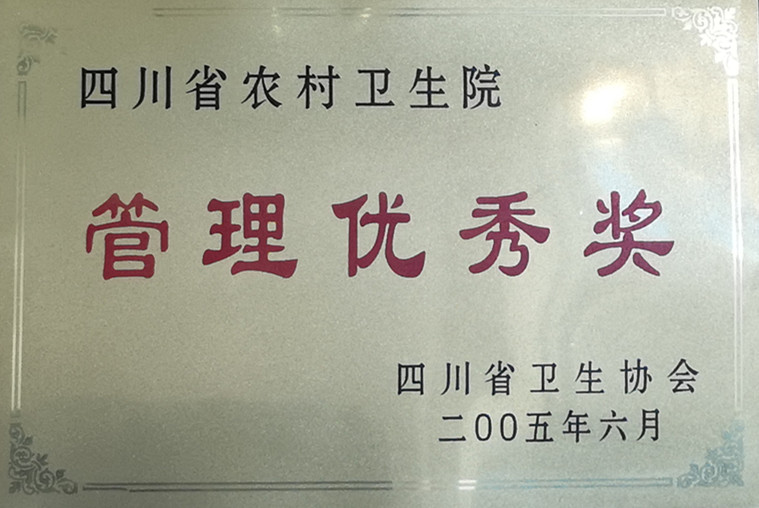 四川省农村卫生院
管理优秀奖
四川省卫生协会
二00五年六月